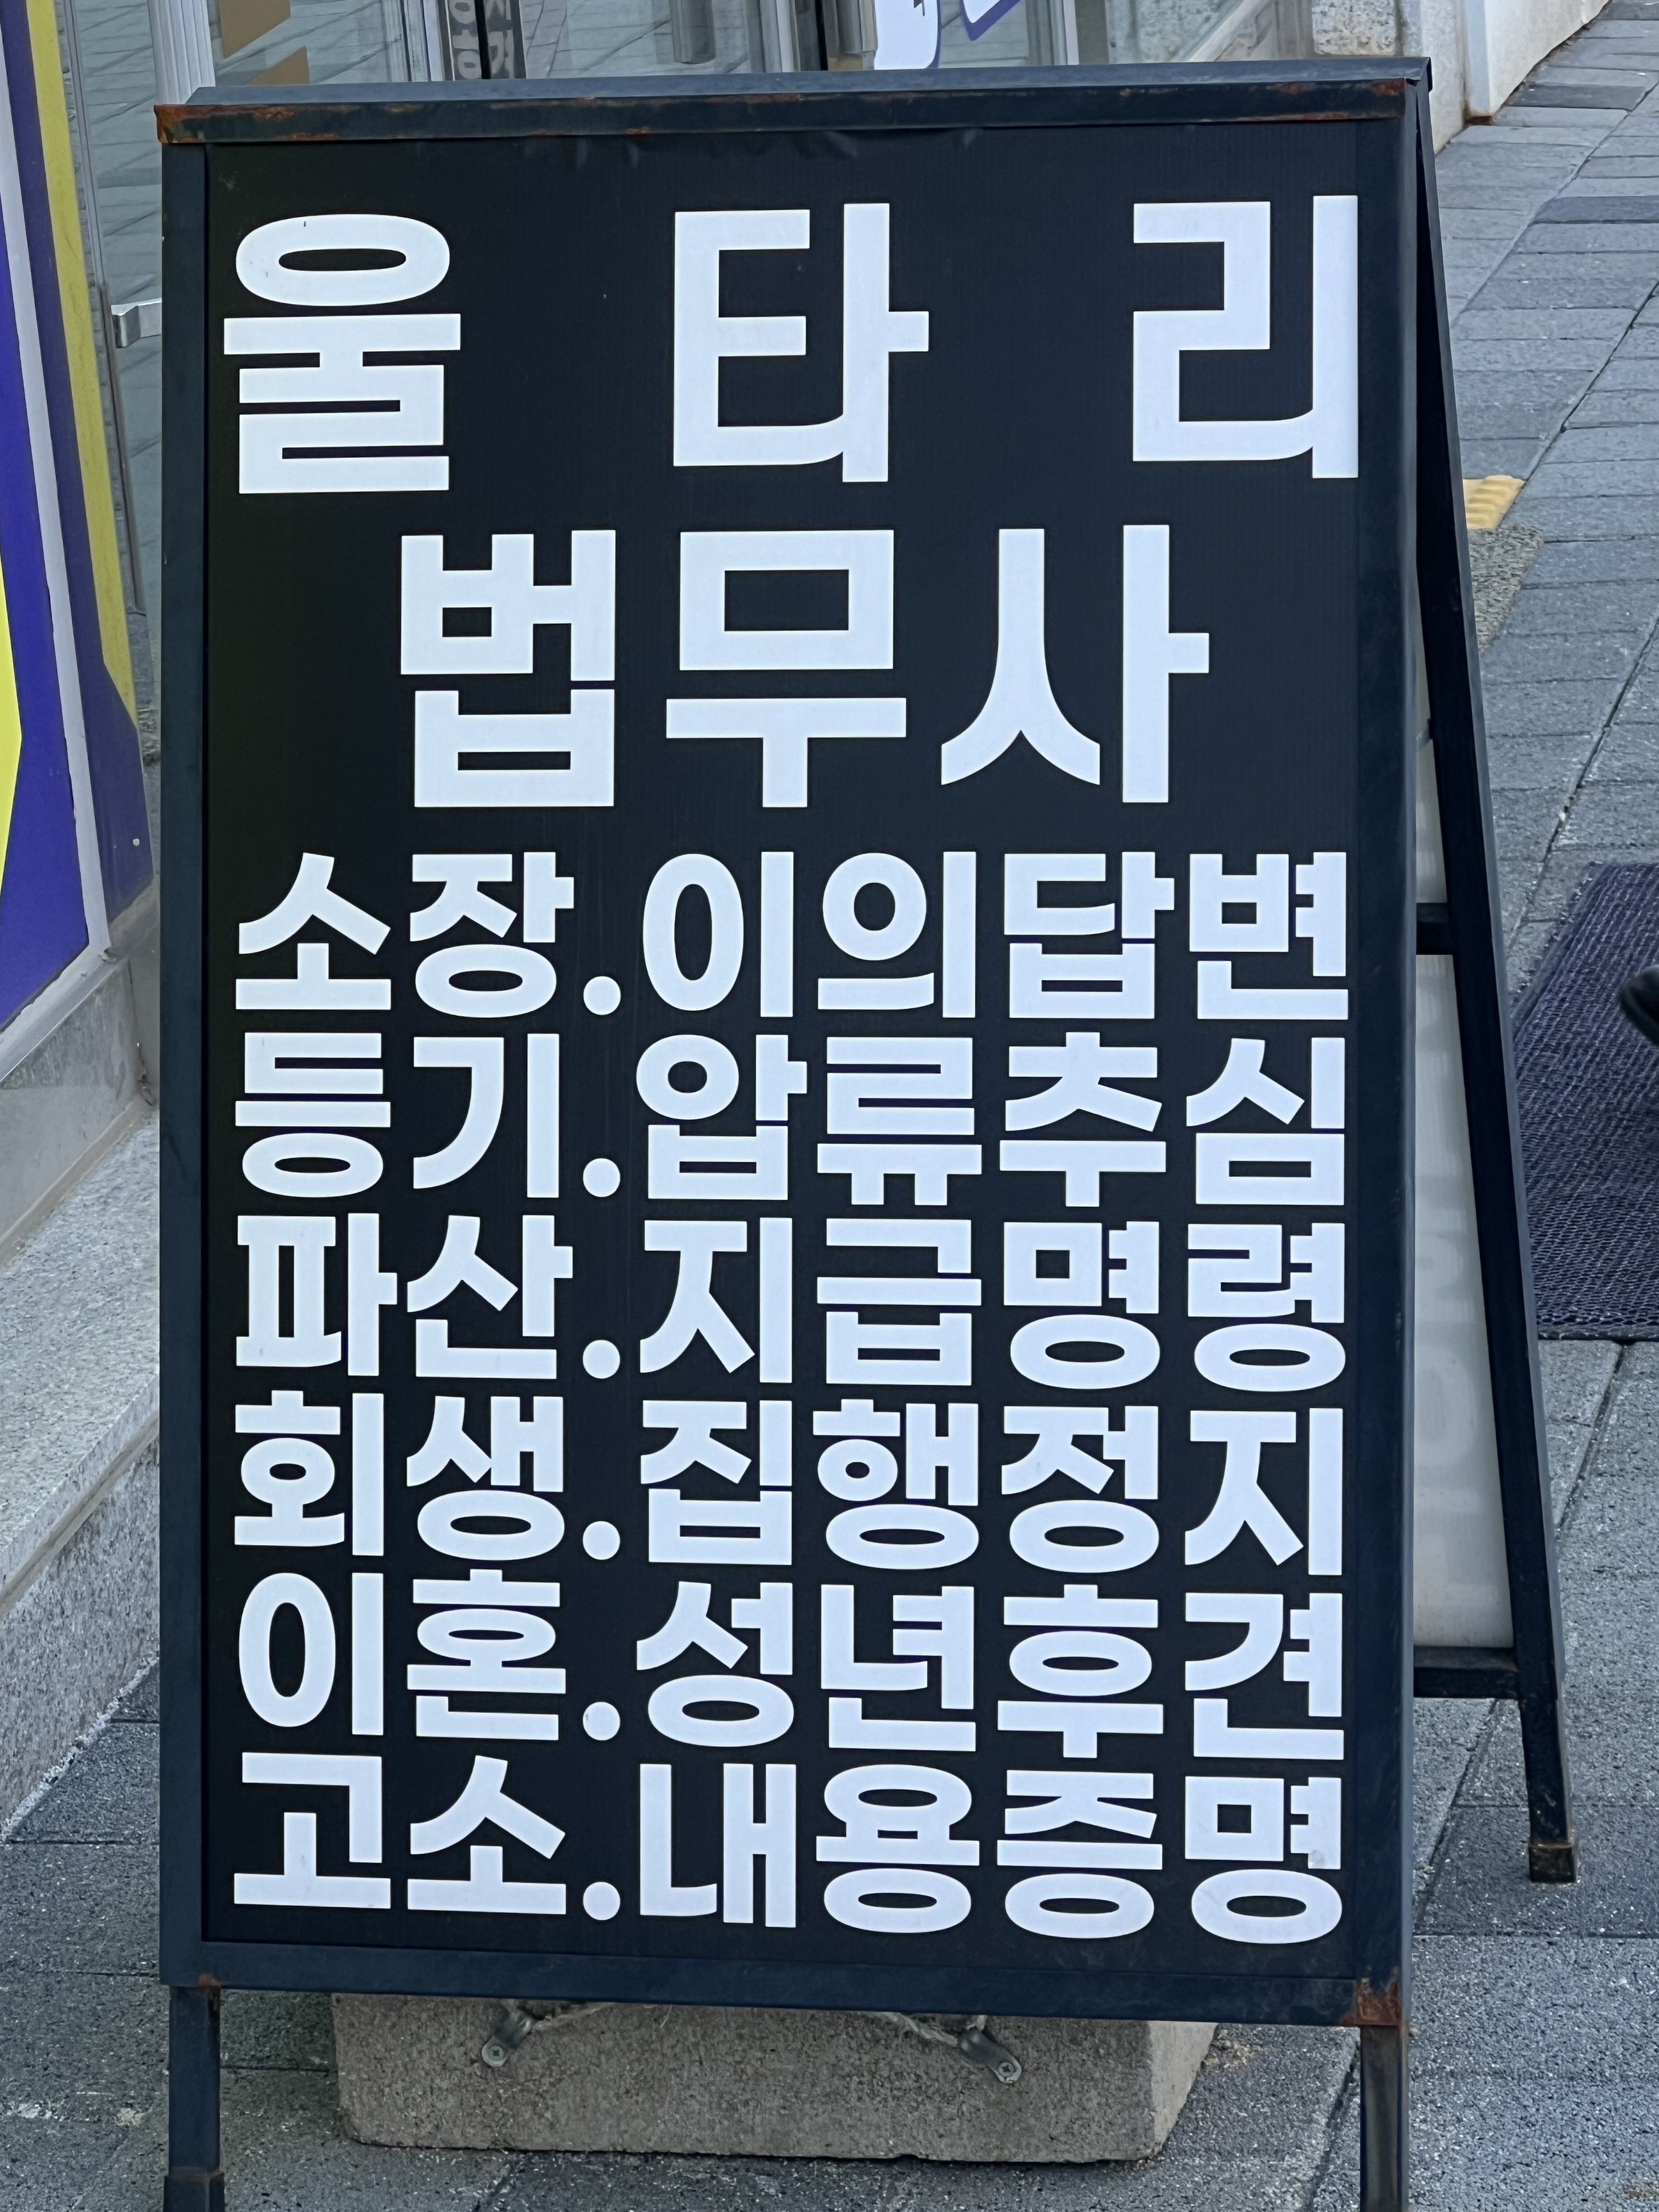 울 타 리
법무사
소장.이의답변
등기.압류추심
파산.지급명령
회생.집행정지
이혼.성년후견
고소.내용증명